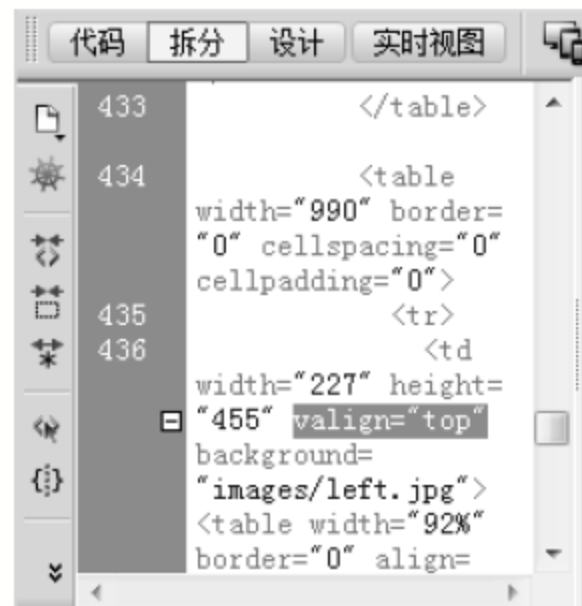 代码 拆分 设计 实时视图
433 </table>
434 <table
width="990" border=
"0" cellspacing="0"
cellpadding="0">
435 <tr>
436 <td
width="227" height=
"455" valign="top"
background=
"images/left.jpg">
<table width="92%"
border="0" align=